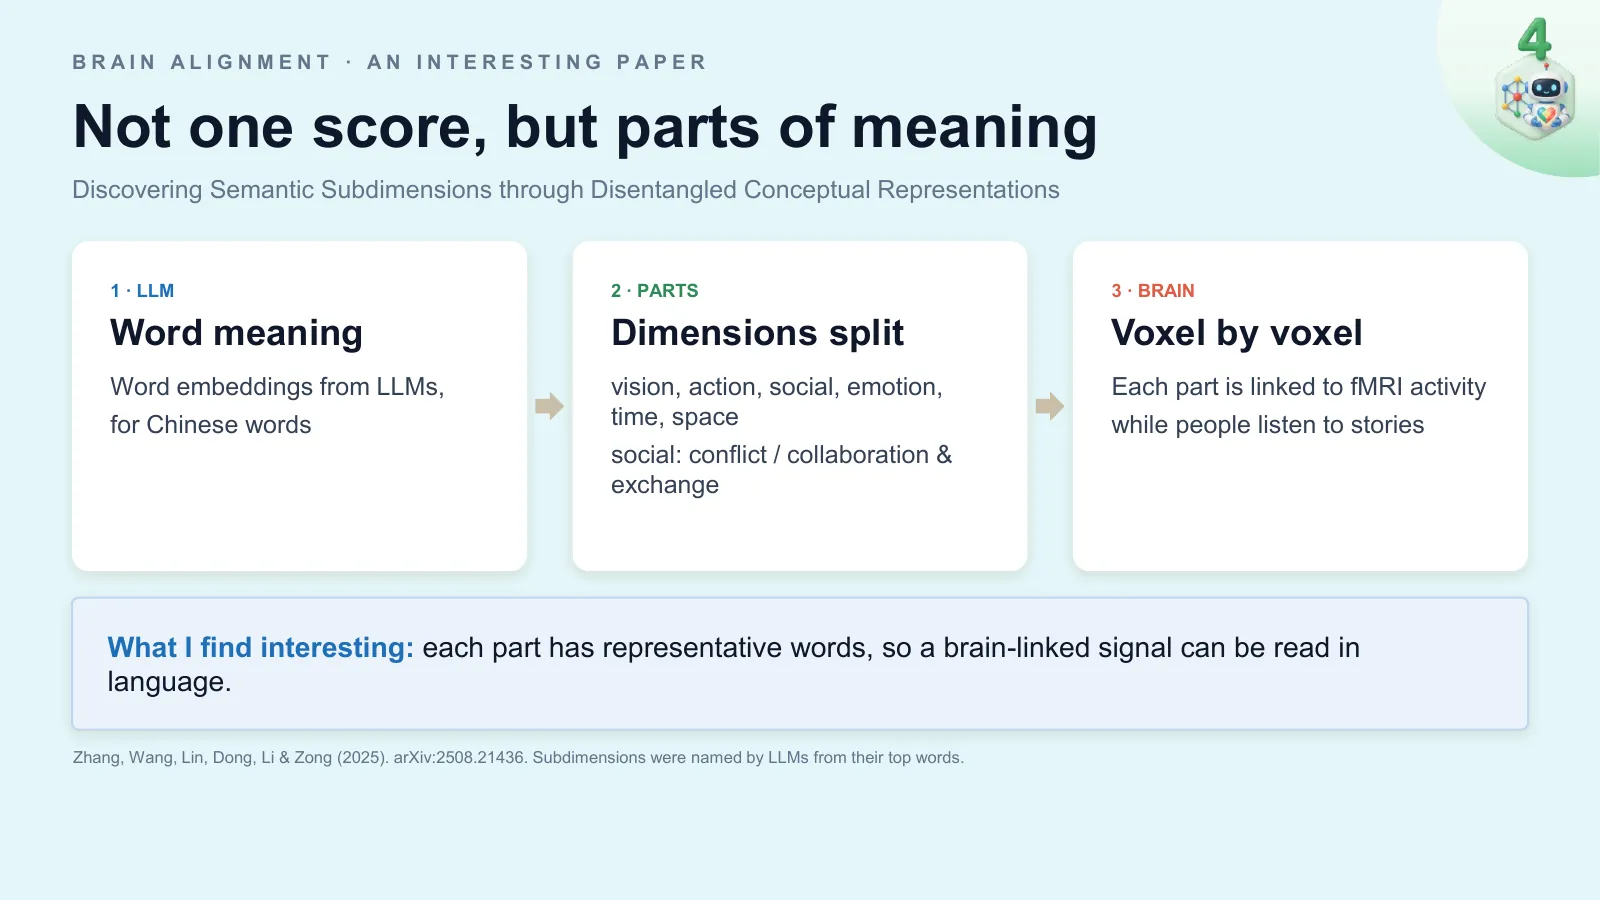 BRAIN ALIGNMENT · AN INTERESTING PAPER
4
Not one score, but parts of meaning
Discovering Semantic Subdimensions through Disentangled Conceptual Representations
1 · LLM
Word meaning
Word embeddings from LLMs,
for Chinese words
2 · PARTS
Dimensions split
vision, action, social, emotion,
time, space
social: conflict / collaboration &
exchange
3 · BRAIN
Voxel by voxel
Each part is linked to fMRI activity
while people listen to stories
What I find interesting: each part has representative words, so a brain-linked signal can be read in
language.
Zhang, Wang, Lin, Dong, Li & Zong (2025). arXiv:2508.21436. Subdimensions were named by LLMs from their top words.